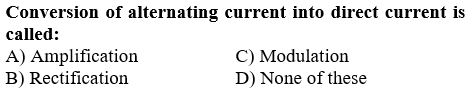 Conversion of alternating current into direct current is
called:
A) Amplification C) Modulation
B) Rectification D) None of these